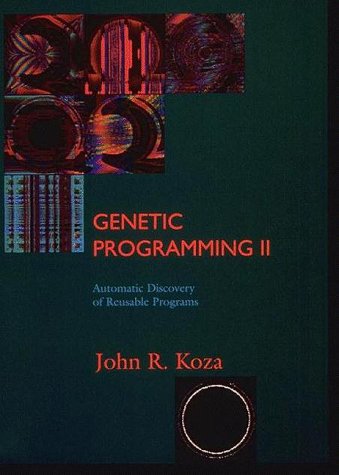 GENETIC
PROGRAMMING II
Automatic Discovery
of Reusable Programs
John R. Koza